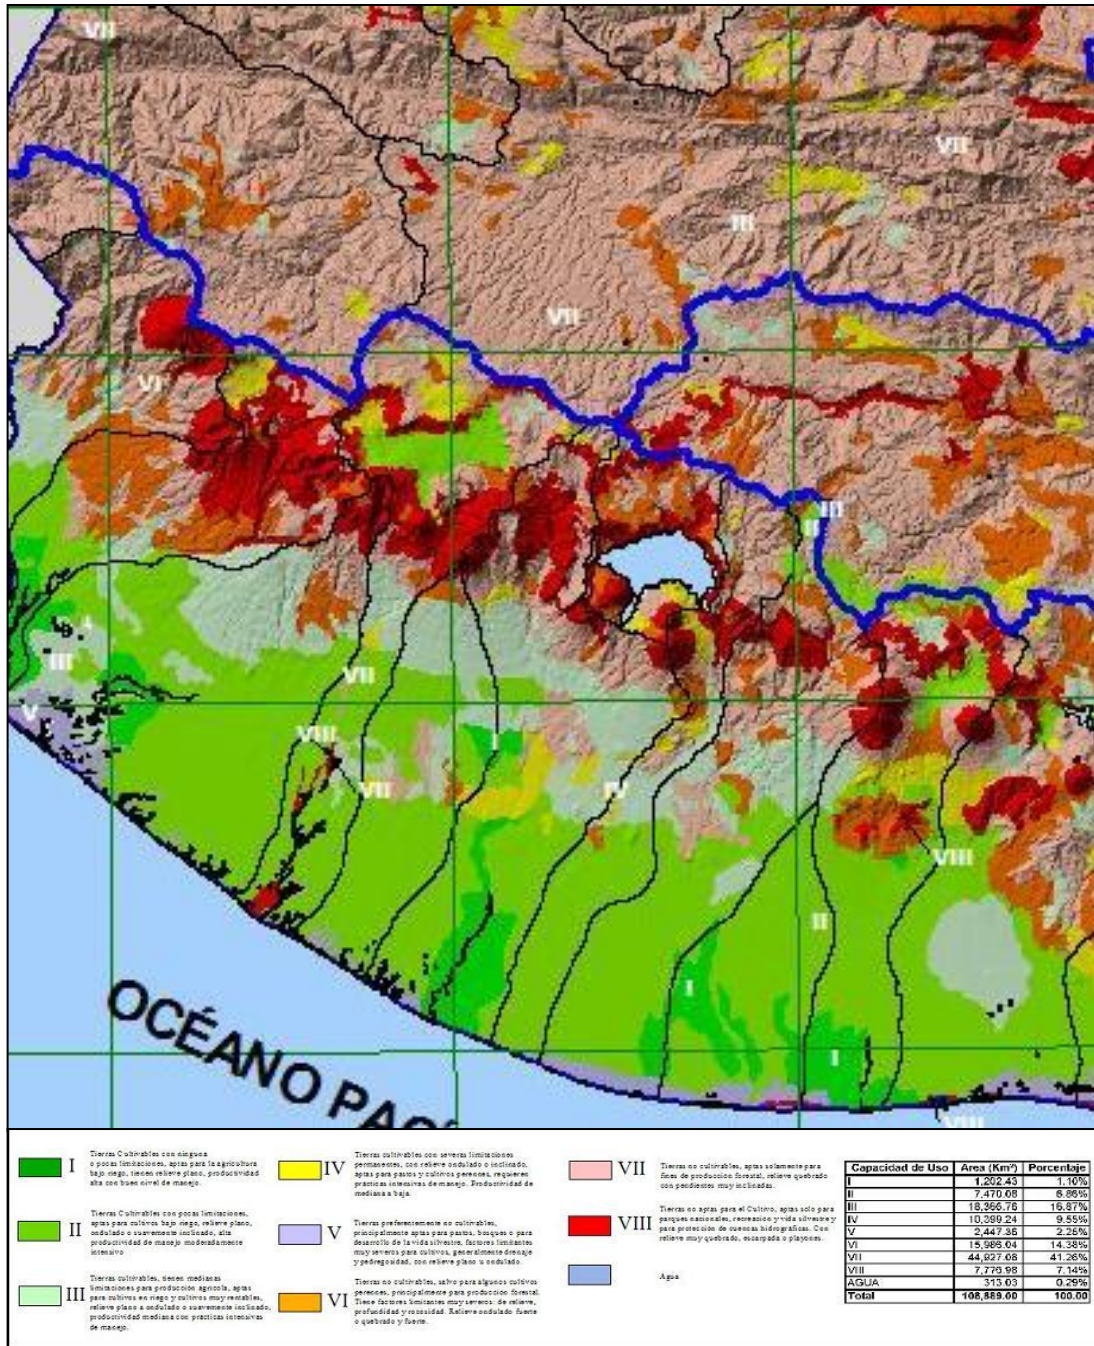 VII
VII
III
VII
VI
III
II
III
VII
V
VIII
I
VII
IV
VIII
II
I
I
OCÉANO PAC
VIII
I Tierras Cultivables con ninguna
o pocas limitaciones, aptas para la agricultura
bajo riego, tienen relieve plano, productividad
alta con buen nivel de manejo.
II Tierras Cultivables con pocas limitaciones,
aptas para cultivos bajo riego, relieve plano,
ondulado o suavemente inclinado, alta
productividad de manejo moderadamente
intensivo
III Tierras cultivables, tienen medianas
limitaciones para producción agrícola, aptas
para cultivos en riego y cultivos muy rentables,
relieve plano a ondulado o suavemente inclinado,
productividad mediana con prácticas intensivas
de manejo.
IV Tierras cultivables con severas limitaciones
permanentes, con relieve ondulado o inclinado,
aptas para pastos y cultivos perennes, requieren
prácticas intensivas de manejo. Productividad de
mediana a baja.
V Tierras preferentemente no cultivables,
principalmente aptas para pastos, bosques o para
desarrollo de la vida silvestre, factores limitantes
muy severos para cultivos, generalmente drenaje
y pedregosidad, con relieve plano u ondulado.
VI Tierras no cultivables, salvo para algunos cultivos
perennes, principalmente para producción forestal.
Tiene factores limitantes muy severos: de relieve,
profundidad y rocosidad. Relieve ondulado fuerte
o quebrado y fuerte.
VII Tierras no cultivables, aptas solamente para
fines de producción forestal, relieve quebrado
con pendientes muy inclinadas.
VIII Tierras no aptas para el Cultivo, aptas solo para
parques nacionales, recreación y vida silvestre y
para protección de cuencas hidrográficas. Con
relieve muy quebrado, escarpada o playones.
Agua
Capacidad de Uso Area (Km²) Porcentaje
I 1,202.43 1.10%
II 7,470.08 6.86%
III 18,366.76 16.87%
IV 10,399.24 9.55%
V 2,447.36 2.25%
VI 14.38%
VII 44,927.08 41.26%
VIII 7,776.98 7.14%
AGUA 313.03 0.29%
Total 108,889.00 100.00